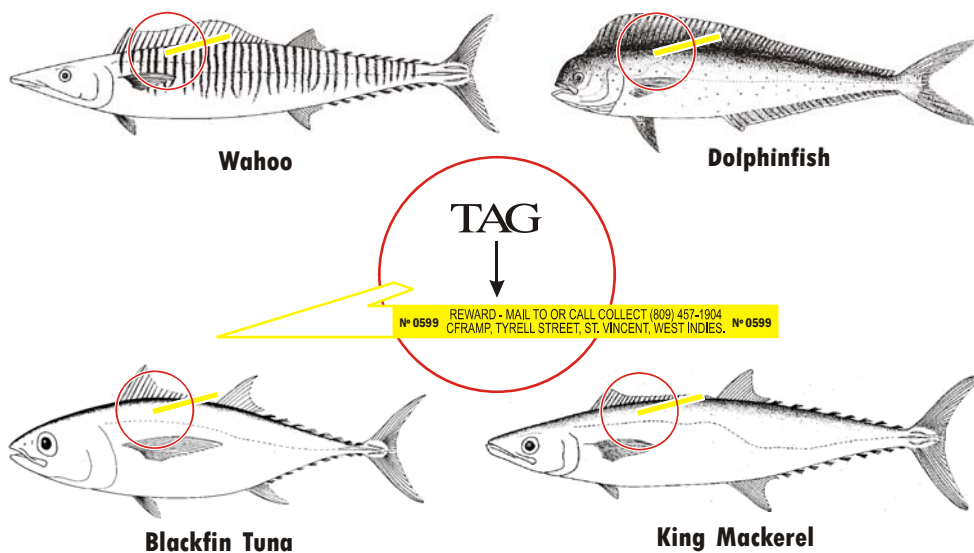 Wahoo
Dolphinfish
TAG
Nº 0599 REWARD - MAIL TO OR CALL COLLECT (809) 457-1904 Nº 0599
CFRAMP, TYRELL STREET, ST. VINCENT, WEST INDIES.
Blackfin Tuna
King Mackerel